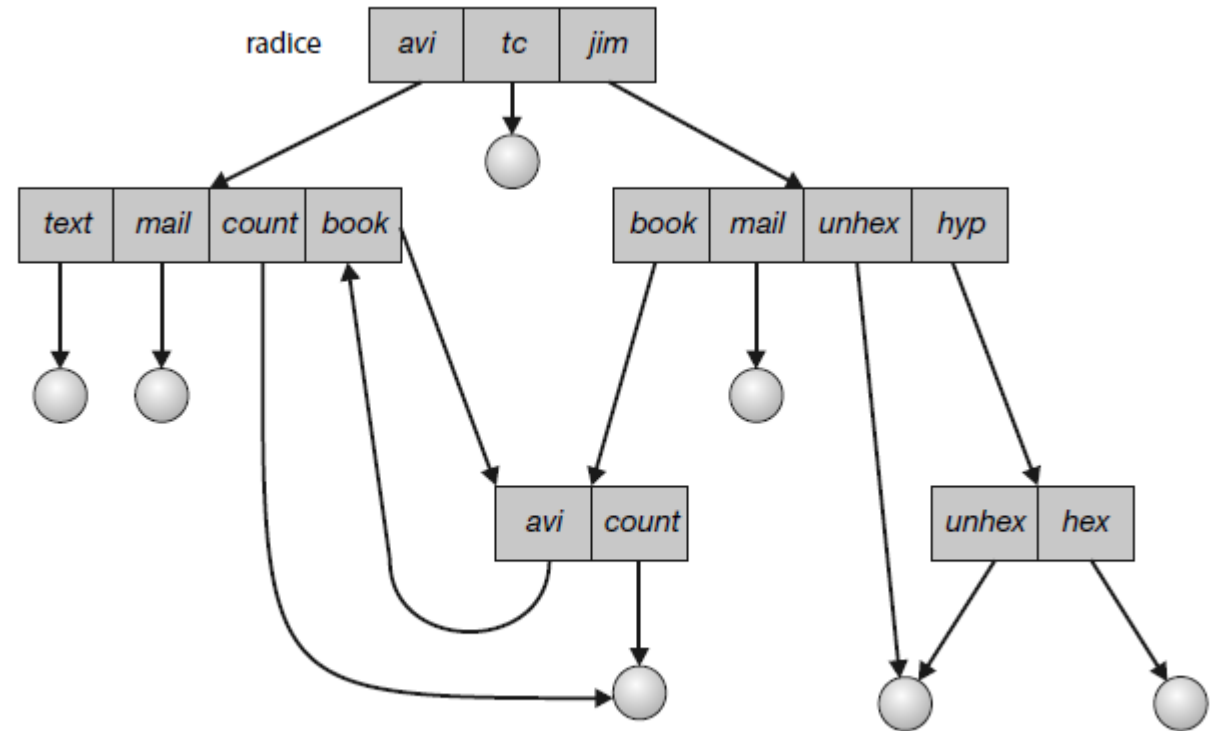 radice avi tc jim
text mail count book book mail unhex hyp
avi count unhex hex